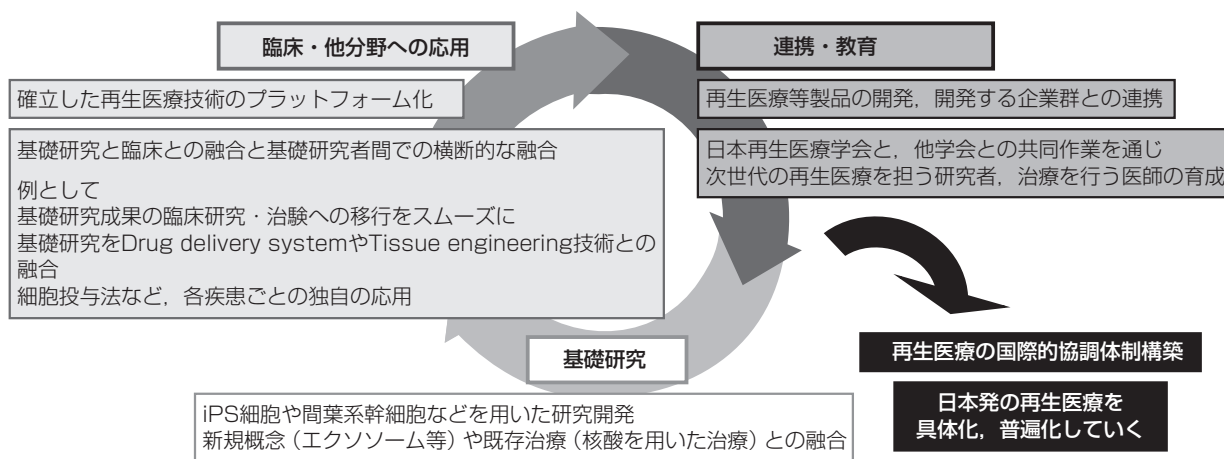 臨床・他分野への応用
確立した再生医療技術のプラットフォーム化
基礎研究と臨床との融合と基礎研究者間での横断的な融合
例として
基礎研究成果の臨床研究・治験への移行をスムーズに
基礎研究をDrug delivery systemやTissue engineering技術との
融合
細胞投与法など，各疾患ごとの独自の応用
連携・教育
再生医療等製品の開発，開発する企業群との連携
日本再生医療学会と，他学会との共同作業を通じ
次世代の再生医療を担う研究者，治療を行う医師の育成
基礎研究
iPS細胞や間葉系幹細胞などを用いた研究開発
新規概念（エクソソーム等）や既存治療（核酸を用いた治療）との融合
再生医療の国際的協調体制構築
日本発の再生医療を
具体化，普遍化していく